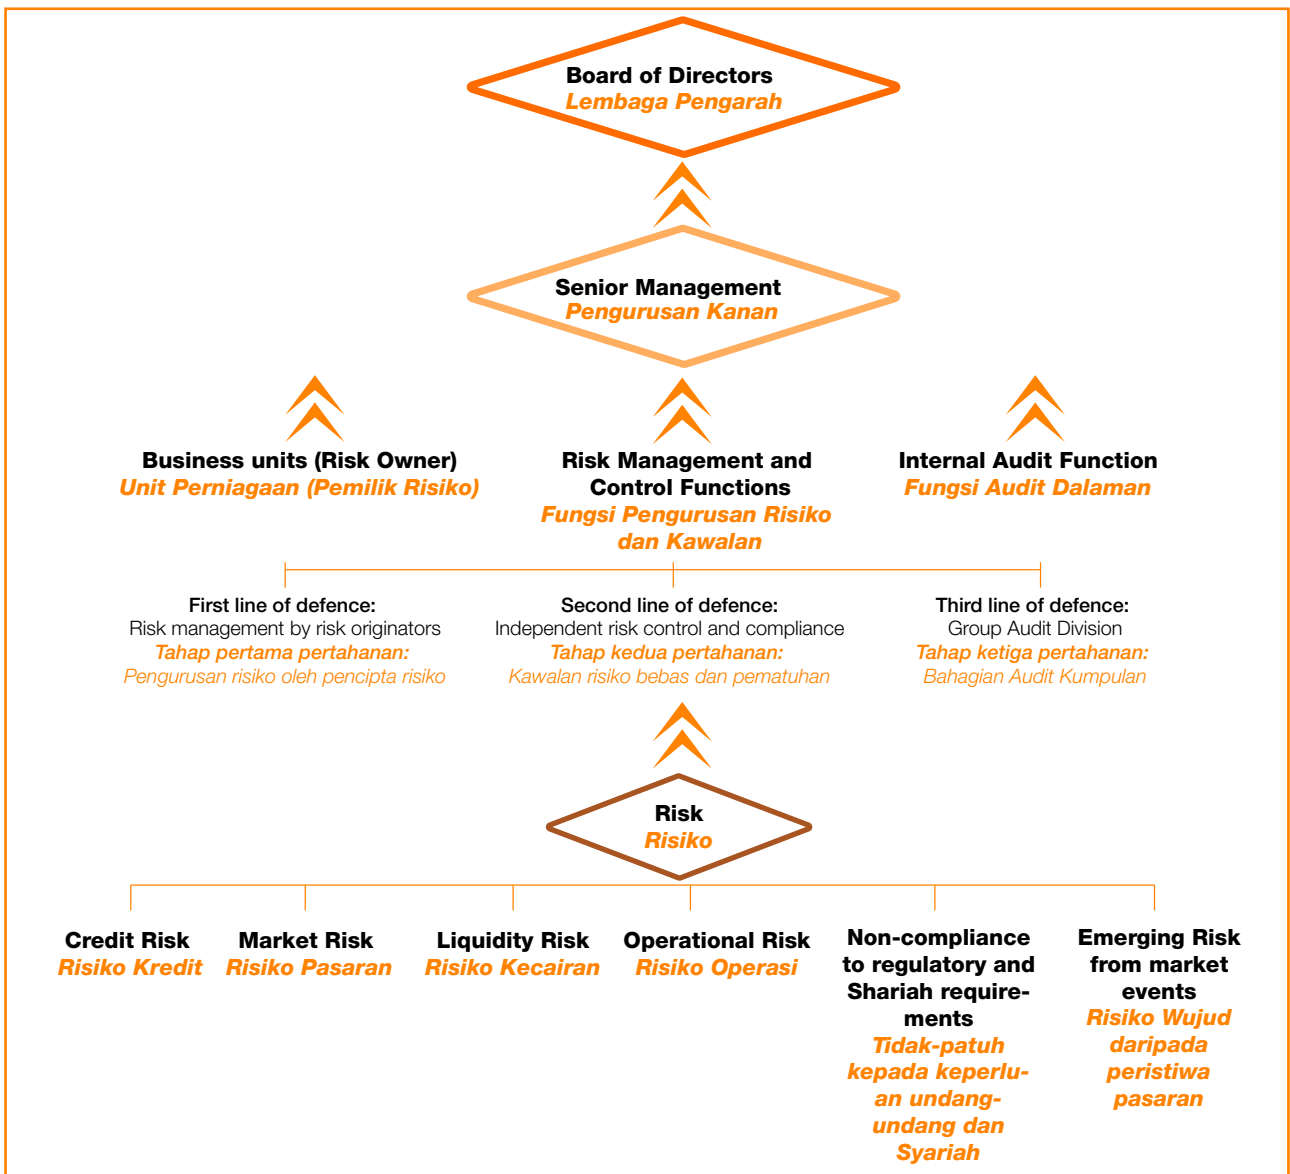 Board of Directors
Lembaga Pengarah
Senior Management
Pengurusan Kanan
Business units (Risk Owner)
Unit Perniagaan (Pemilik Risiko)
Risk Management and
Control Functions
Fungsi Pengurusan Risiko
dan Kawalan
Internal Audit Function
Fungsi Audit Dalaman
First line of defence:
Risk management by risk originators
Tahap pertama pertahanan:
Pengurusan risiko oleh pencipta risiko
Second line of defence:
Independent risk control and compliance
Tahap kedua pertahanan:
Kawalan risiko bebas dan pematuhan
Third line of defence:
Group Audit Division
Tahap ketiga pertahanan:
Bahagian Audit Kumpulan
Risk
Risiko
Credit Risk
Risiko Kredit
Market Risk
Risiko Pasaran
Liquidity Risk
Risiko Kecairan
Operational Risk
Risiko Operasi
Non-compliance
to regulatory and
Shariah require-
ments
Tidak-patuh
kepada keperlu-
an undang-
undang dan
Syariah
Emerging Risk
from market
events
Risiko Wujud
daripada
peristiwa
pasaran